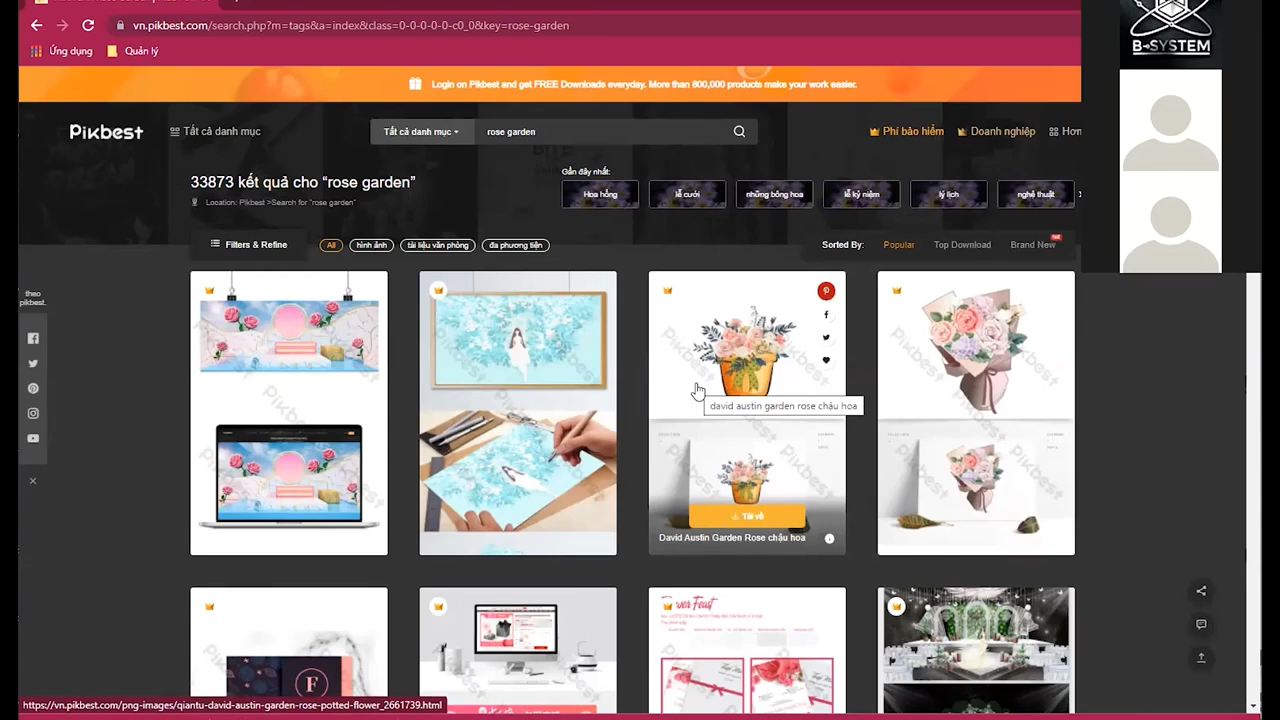 vn.pikbest.com/search.php?m=tags&a=index&class=0-0-0-0-0-c0_0&key=rose-garden
Ứng dụng
Quản lý
B-SYSTEM
Login on Pikbest and get FREE Downloads everyday. More than 800,000 products make your work easier.
Pikbest
Tất cả danh mục
Tất cả danh mục
rose garden
Phí bảo hiểm
Doanh nghiệp
Hơn
33873 kết quả cho “rose garden”
Location: Pikbest >Search for "rose garden"
Gần đây nhất:
Hoa hồng
lễ cưới
những bông hoa
lễ kỷ niệm
lý lịch
nghệ thuật
Filters & Refine
All
hình ảnh
tài liệu văn phòng
đa phương tiện
Sorted By:
Popular
Top Download
Brand New
theo
pikbest.
david austin garden rose chậu hoa
Tải về
David Austin Garden Rose chậu hoa
F
https://vn.pikbest.com/png-images/qiantu-david-austin-garden-rose-potted-flower_2661739.html